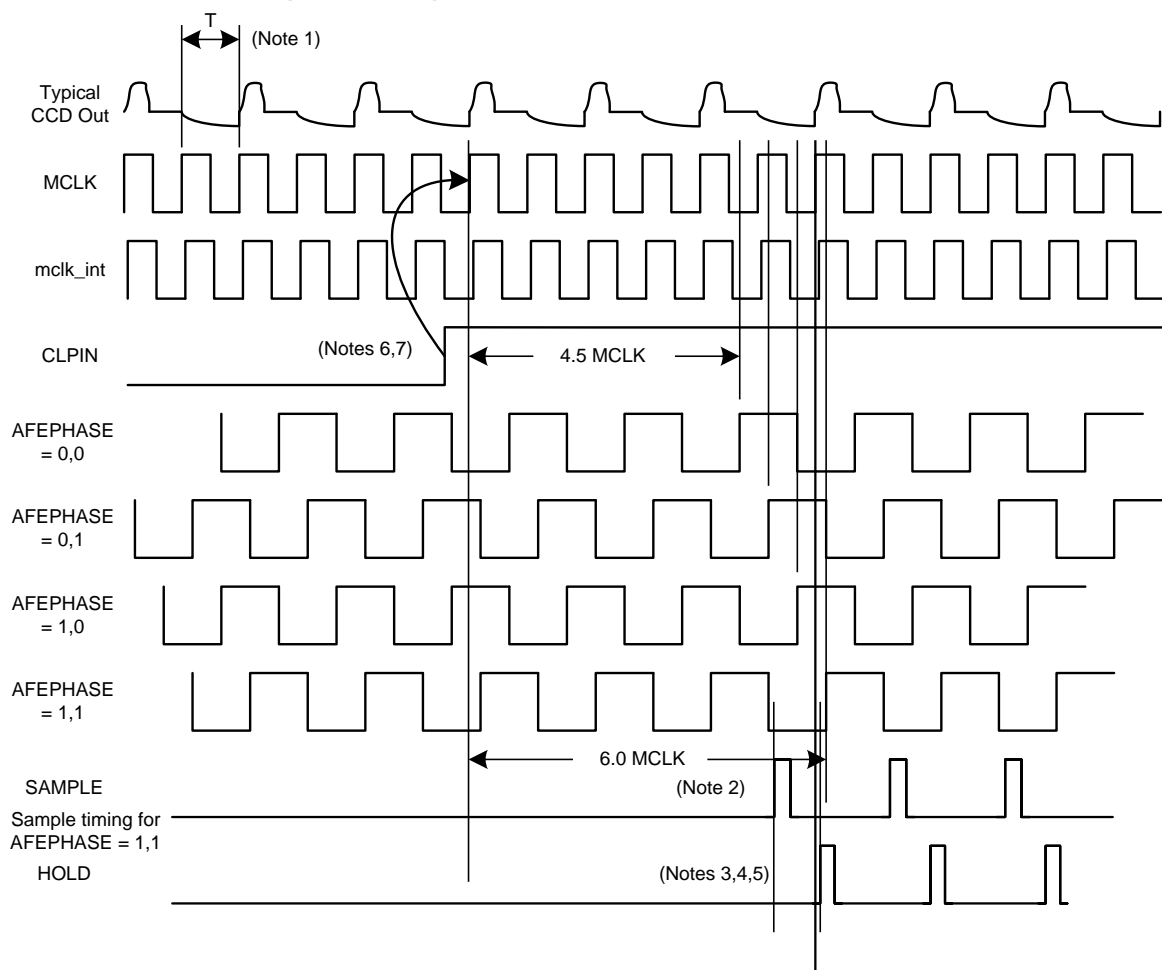 T
(Note 1)
Typical
CCD Out
MCLK
mclk_int
(Notes 6,7)
4.5 MCLK
CLPIN
AFEPHASE
= 0,0
AFEPHASE
= 0,1
AFEPHASE
= 1,0
AFEPHASE
= 1,1
6.0 MCLK
SAMPLE
(Note 2)
Sample timing for
AFEPHASE = 1,1
HOLD
(Notes 3,4,5)